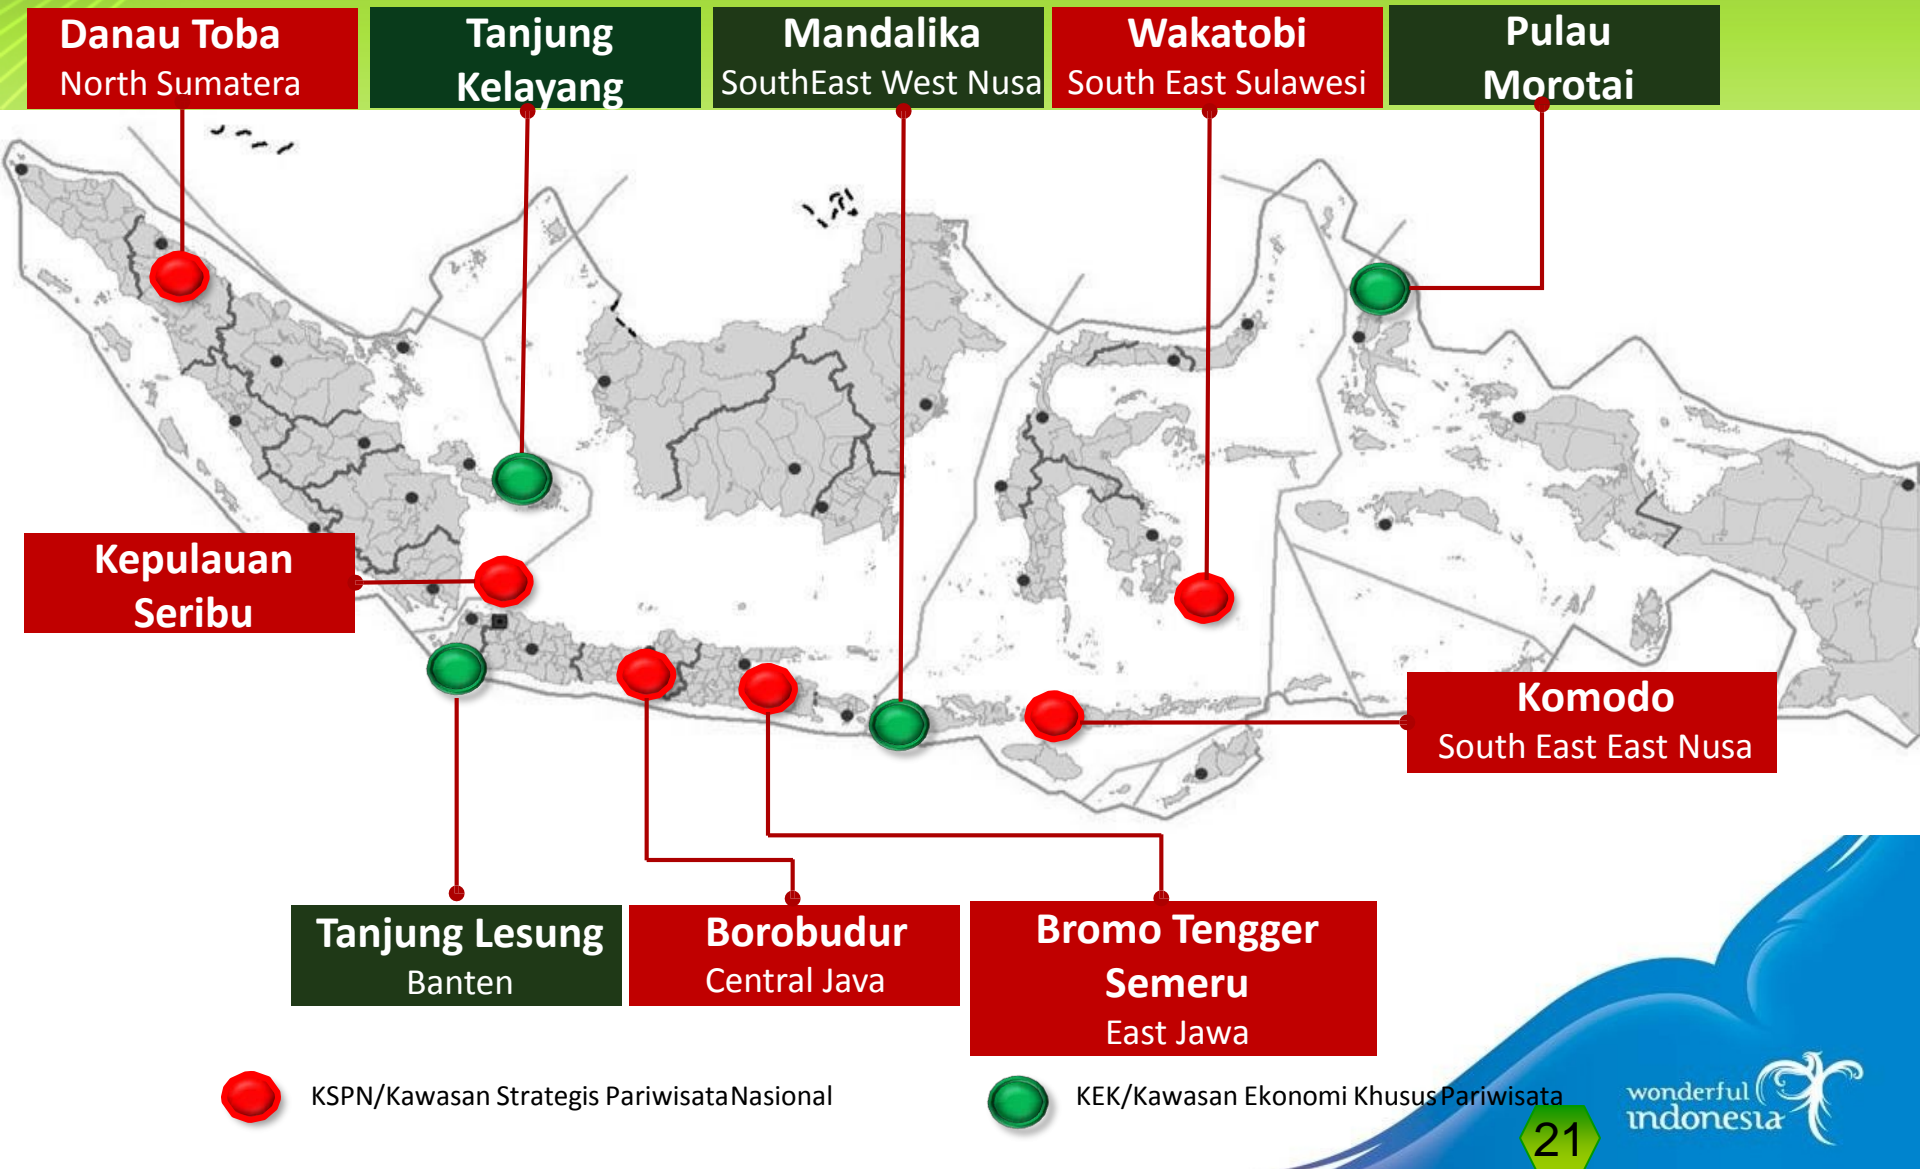 Danau Toba
North Sumatera
Tanjung
Kelayang
Mandalika
SouthEast West Nusa
Wakatobi
South East Sulawesi
Pulau
Morotai
Kepulauan
Seribu
Komodo
South East East Nusa
Tanjung Lesung
Banten
Borobudur
Central Java
Bromo Tengger
Semeru
East Jawa
KSPN/Kawasan Strategis PariwisataNasional
KEK/Kawasan Ekonomi KhususPariwisata
wonderful
indonesia
21